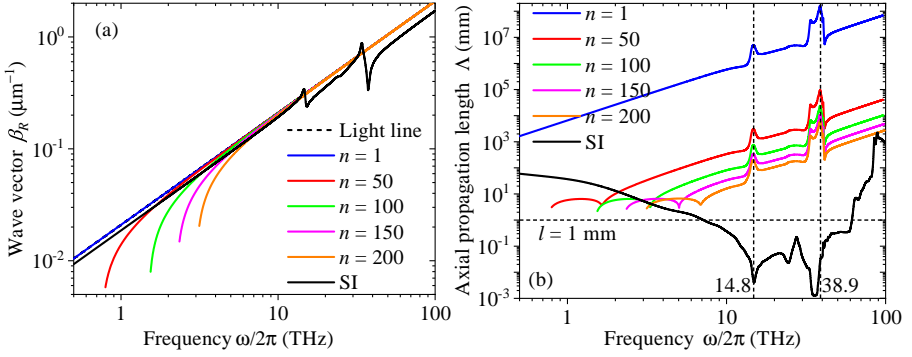 (a)
10⁰
10⁻¹
10⁻²
Wave vector βR (μm⁻¹)
Light line
n = 1
n = 50
n = 100
n = 150
n = 200
SI
1
10
100
Frequency ω/2π (THz)
n = 1
n = 50
n = 100
n = 150
n = 200
SI
10⁷
10⁵
10³
10¹
10⁻¹
10⁻³
Axial propagation length Λ (mm)
l = 1 mm
(b)
14.8
38.9
1
10
100
Frequency ω/2π (THz)